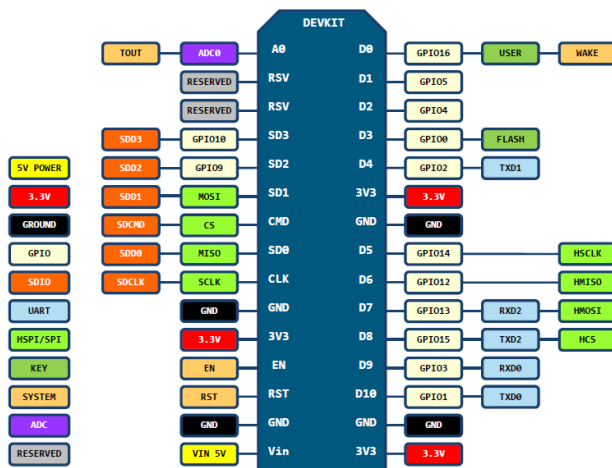 DEVKIT
TOUT ADC0 A0 D0 GPIO16 USER WAKE
RESERVED RSV D1 GPIO5
RESERVED RSV D2 GPIO4
SDD3 GPIO10 SD3 D3 GPIO0 FLASH
5V POWER SDD2 GPIO9 SD2 D4 GPIO2 TXD1
3.3V SDD1 MOSI SD1 3V3 3.3V
GROUND SDCMD CS CMD GND GND
GPIO SDD0 MISO SD0 D5 GPIO14 HSCLK
SDIO SDCLK SCLK CLK D6 GPIO12 HMISO
UART GND GND D7 GPIO13 RXD2 HMOSI
HSPI/SPI 3.3V 3V3 D8 GPIO15 TXD2 HCS
KEY EN EN D9 GPIO3 RXD0
SYSTEM RST RST D10 GPIO1 TXD0
ADC GND GND GND GND
RESERVED VIN 5V Vin 3V3 3.3V